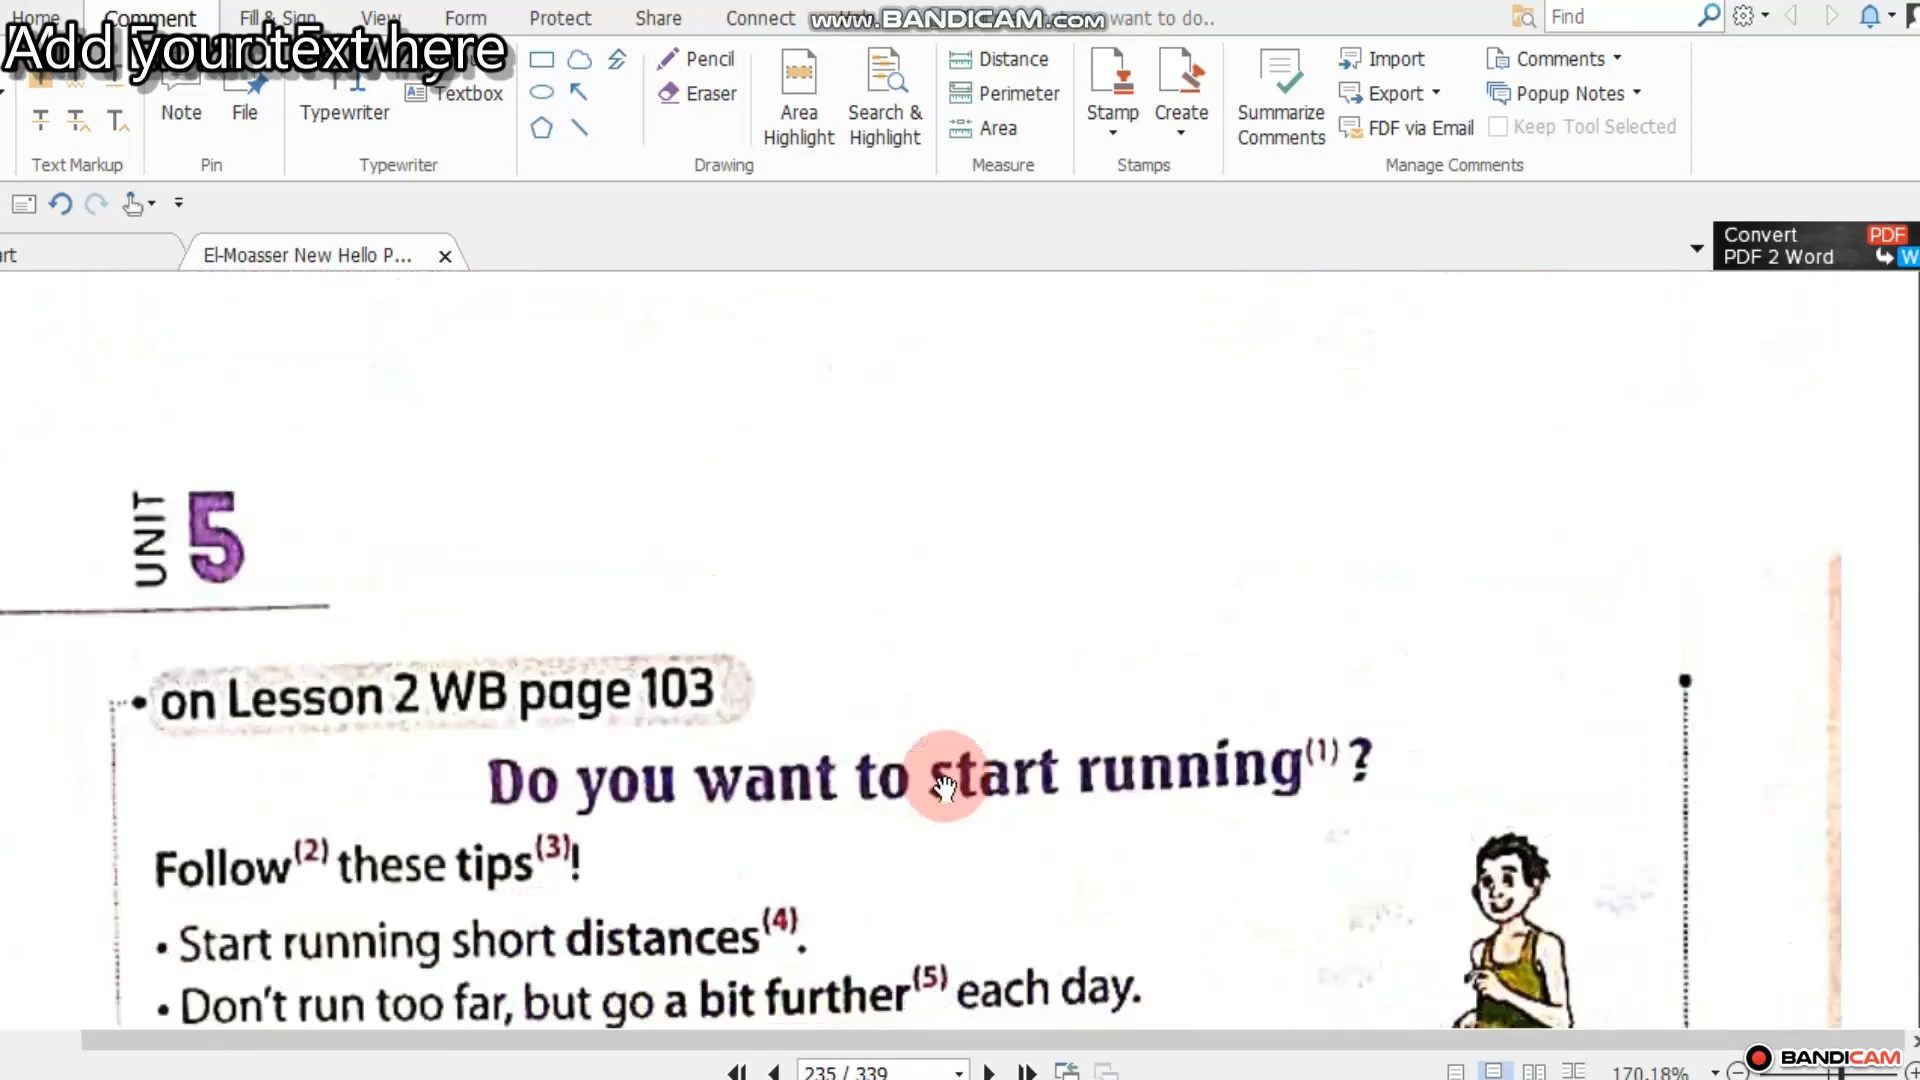 Home Comment Fill & Sign View Form Protect Share Connect www.BANDICAM.com want to do.. Find
Add your text here
Pencil Distance Import Comments
Textbox Eraser Perimeter Export Popup Notes
Note File Typewriter Area Highlight Search & Highlight Area Stamp Create Summarize Comments FDF via Email Keep Tool Selected
Text Markup Pin Typewriter Drawing Measure Stamps Manage Comments
El-Moasser New Hello P...
Convert PDF
PDF 2 Word W
UNIT 5
• on Lesson 2 WB page 103
Do you want to start running(1)?
Follow(2) these tips(3)!
• Start running short distances(4).
• Don't run too far, but go a bit further(5) each day.
235 / 339 170.18%
BANDICAM